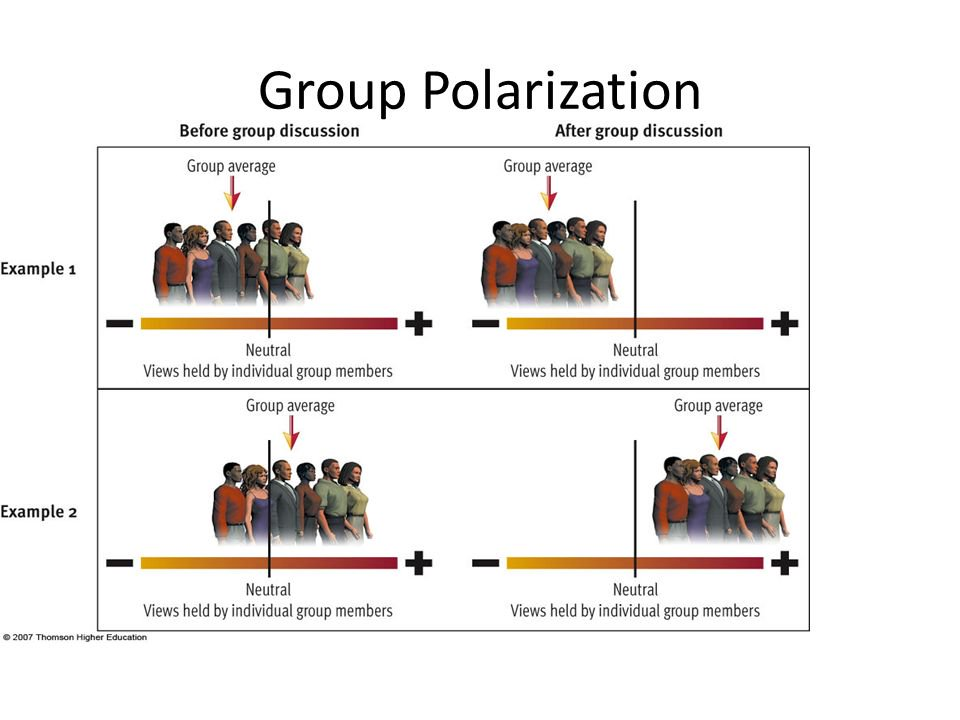 Group Polarization
Before group discussion
After group discussion
Group average
Group average
Example 1
− +
− +
Neutral
Neutral
Views held by individual group members
Views held by individual group members
Group average
Group average
Example 2
− +
− +
Neutral
Neutral
Views held by individual group members
Views held by individual group members
© 2007 Thomson Higher Education